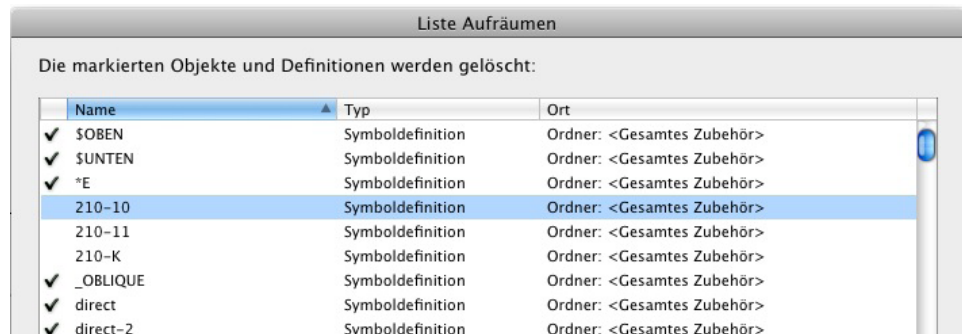 Liste Aufräumen
Die markierten Objekte und Definitionen werden gelöscht:
Name Typ Ort
$OBEN Symboldefinition Ordner: <Gesamtes Zubehör>
$UNTEN Symboldefinition Ordner: <Gesamtes Zubehör>
*E Symboldefinition Ordner: <Gesamtes Zubehör>
210-10 Symboldefinition Ordner: <Gesamtes Zubehör>
210-11 Symboldefinition Ordner: <Gesamtes Zubehör>
210-K Symboldefinition Ordner: <Gesamtes Zubehör>
_OBLIQUE Symboldefinition Ordner: <Gesamtes Zubehör>
direct Symboldefinition Ordner: <Gesamtes Zubehör>
direct-2 Symboldefinition Ordner: <Gesamtes Zubehör>